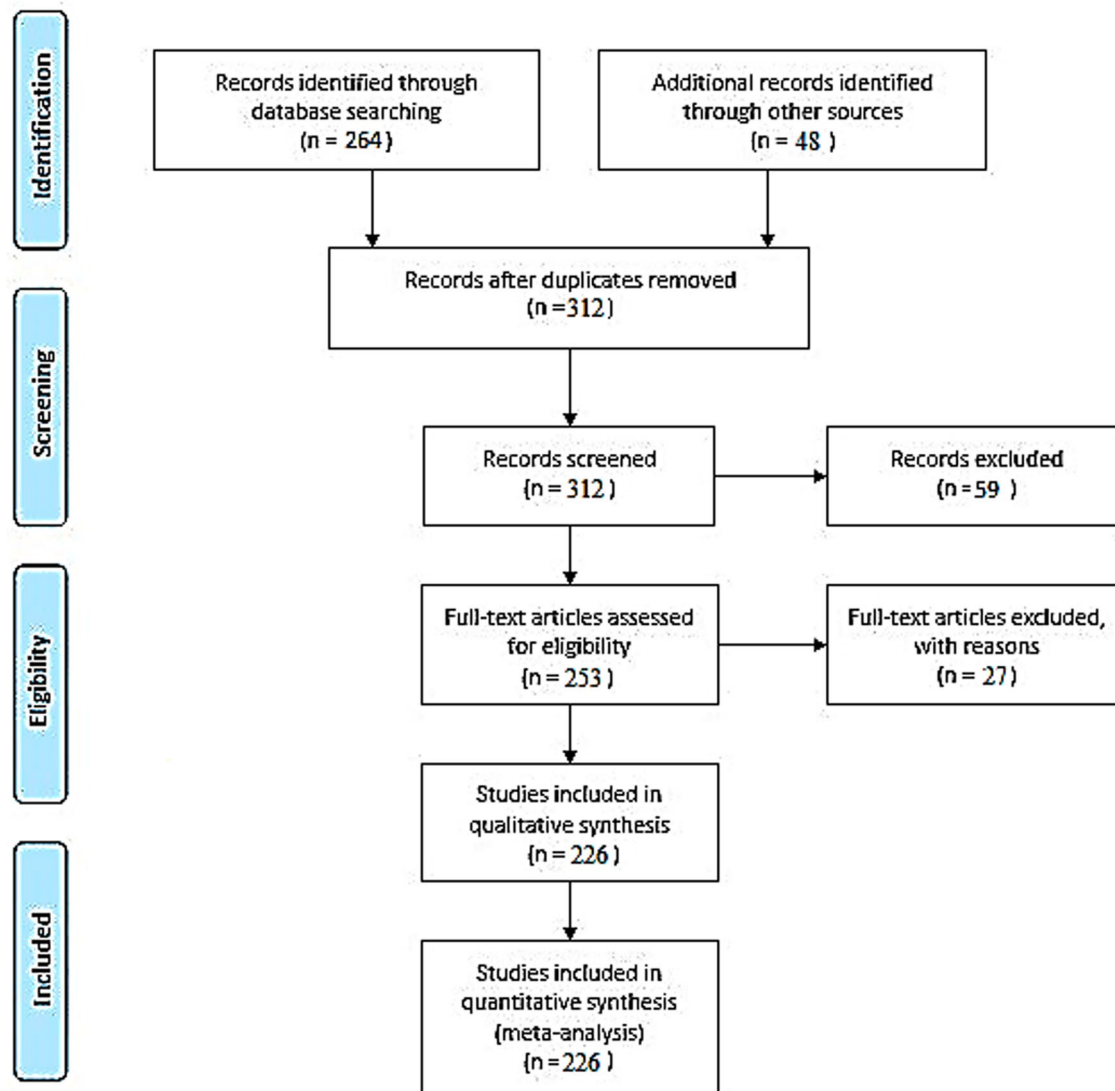 Identification
Records identified through
database searching
(n = 264)
Additional records identified
through other sources
(n = 48 )
Records after duplicates removed
(n =312 )
Screening
Records screened
(n = 312 )
Records excluded
(n =59 )
Eligibility
Full-text articles assessed
for eligibility
(n = 253 )
Full-text articles excluded,
with reasons
(n = 27)
Studies included in
qualitative synthesis
(n = 226 )
Included
Studies included in
quantitative synthesis
(meta-analysis)
(n =226 )